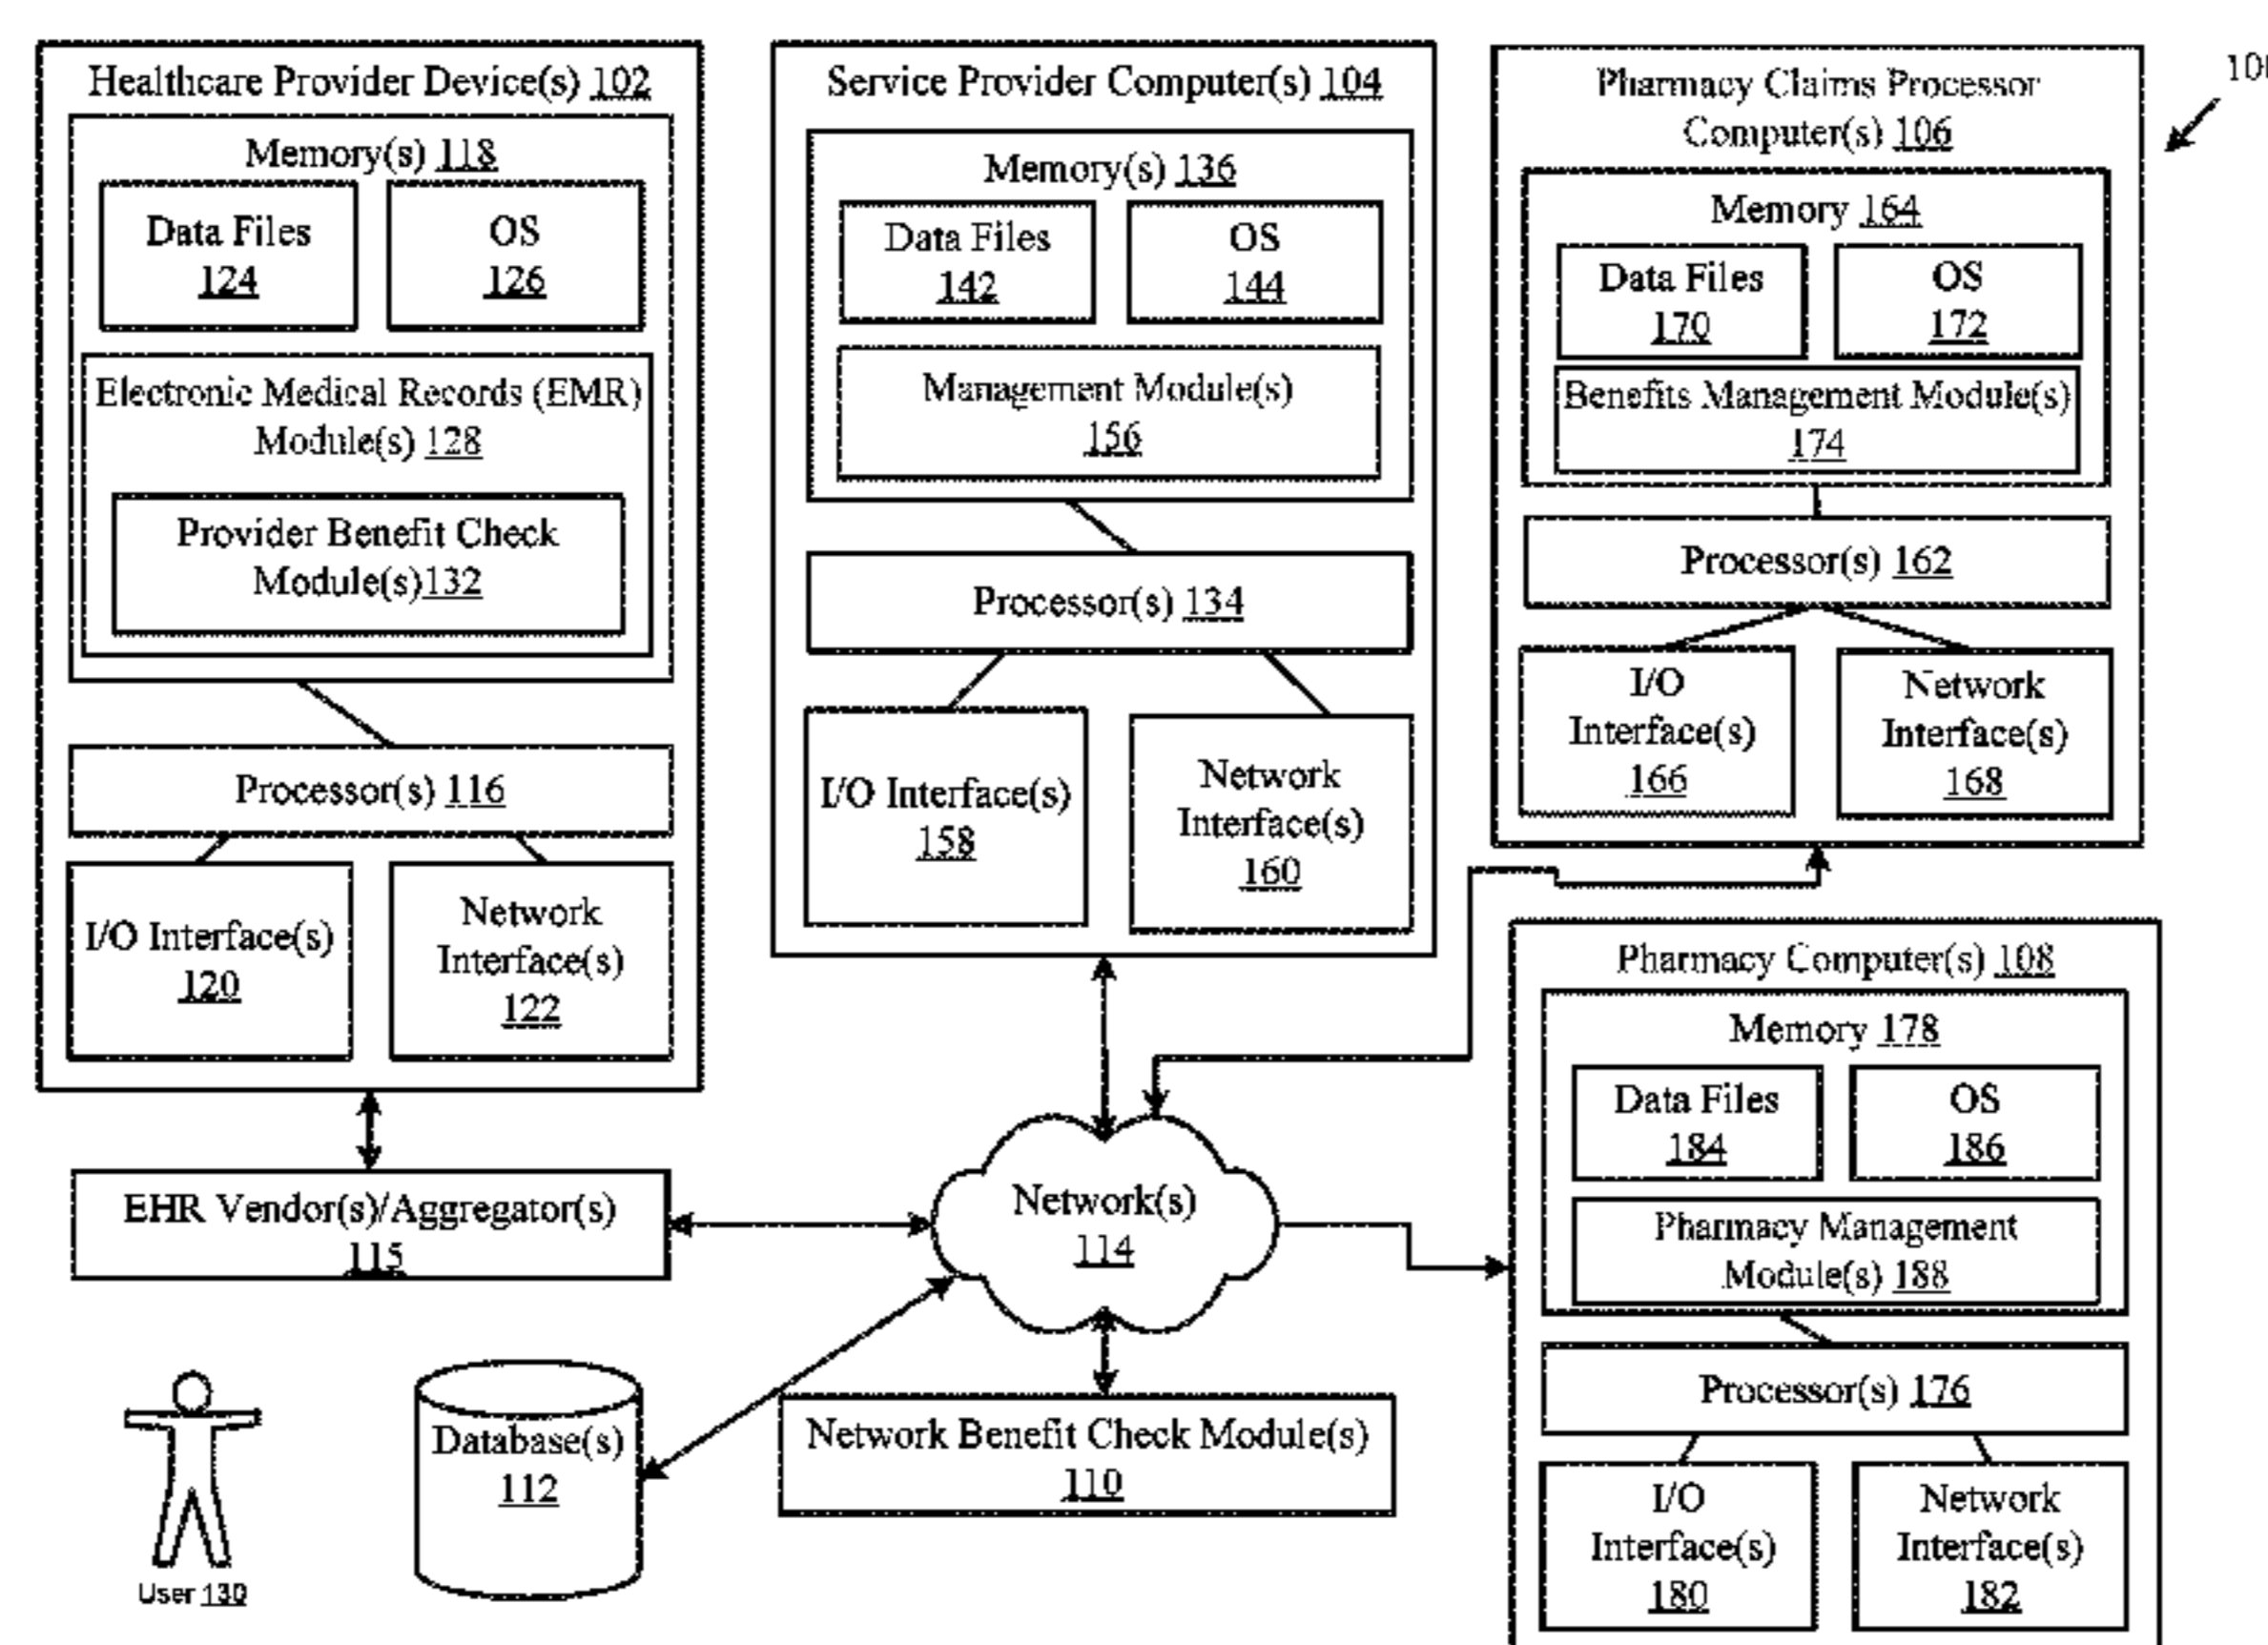 Healthcare Provider Device(s) 102
Memory(s) 118
Data Files
124
OS
126
Electronic Medical Records (EMR)
Module(s) 128
Provider Benefit Check
Module(s)132
Processor(s) 116
I/O Interface(s)
120
Network
Interface(s)
122
Service Provider Computer(s) 104
Memory(s) 136
Data Files
142
OS
144
Management Module(s)
156
Processor(s) 134
I/O Interface(s)
158
Network
Interface(s)
160
Pharmacy Claims Processor
Computer(s) 106
Memory 164
Data Files
170
OS
172
Benefits Management Module(s)
174
Processor(s) 162
I/O
Interface(s)
166
Network
Interface(s)
168
Pharmacy Computer(s) 108
Memory 178
Data Files
184
OS
186
Pharmacy Management
Module(s) 188
Processor(s) 176
I/O
Interface(s)
180
Network
Interface(s)
182
EHR Vendor(s)/Aggregator(s)
115
Network(s)
114
User 130
Database(s)
112
Network Benefit Check Module(s)
110